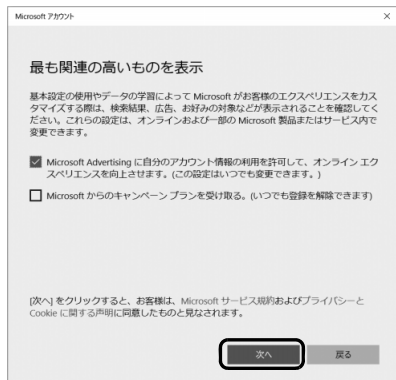 Microsoft アカウント
最も関連の高いものを表示
基本設定の使用やデータの学習によって Microsoft がお客様のエクスペリエンスをカス
タマイズする際は、検索結果、広告、お好みの対象などが表示されることを確認してく
ださい。これらの設定は、オンラインおよび一部の Microsoft 製品またはサービス内で
変更できます。
Microsoft Advertising に自分のアカウント情報の利用を許可して、オンライン エク
スペリエンスを向上させます。(この設定はいつでも変更できます。)
Microsoft からのキャンペーン プランを受け取る。(いつでも登録を解除できます)
[次へ] をクリックすると、お客様は、Microsoft サービス規約およびプライバシーと
Cookie に関する声明に同意したものと見なされます。
次へ
戻る